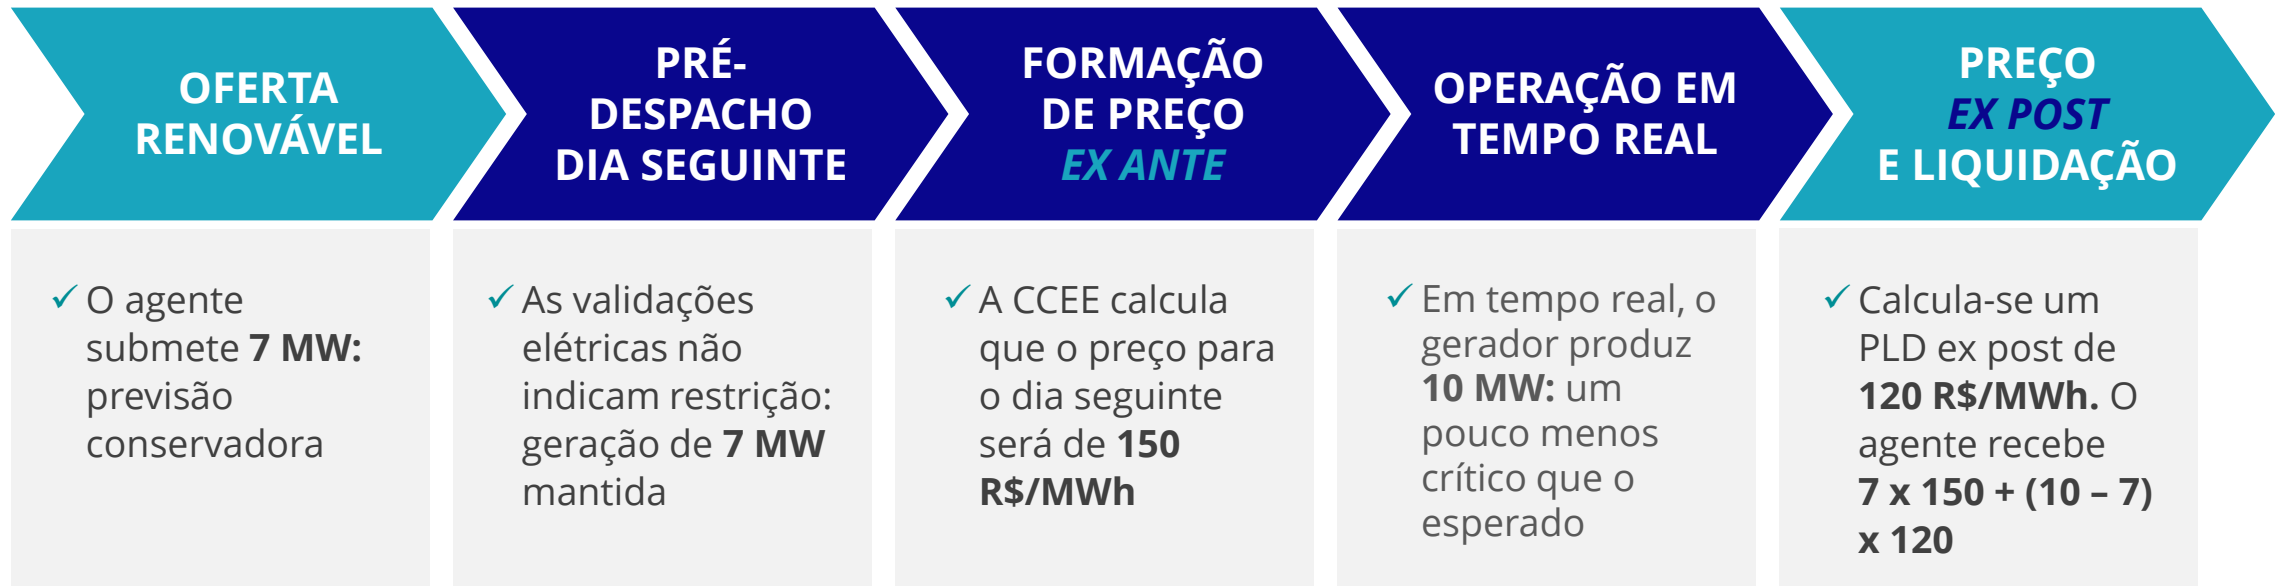 OFERTA
RENOVÁVEL
PRÉ-
DESPACHO
DIA SEGUINTE
FORMAÇÃO
DE PREÇO
EX ANTE
OPERAÇÃO EM
TEMPO REAL
PREÇO
EX POST
E LIQUIDAÇÃO
✓ O agente
submete 7 MW:
previsão
conservadora
✓ As validações
elétricas não
indicam restrição:
geração de 7 MW
mantida
✓ A CCEE calcula
que o preço para
o dia seguinte
será de 150
R$/MWh
✓ Em tempo real, o
gerador produz
10 MW: um
pouco menos
crítico que o
esperado
✓ Calcula-se um
PLD ex post de
120 R$/MWh. O
agente recebe
7 x 150 + (10 – 7)
x 120